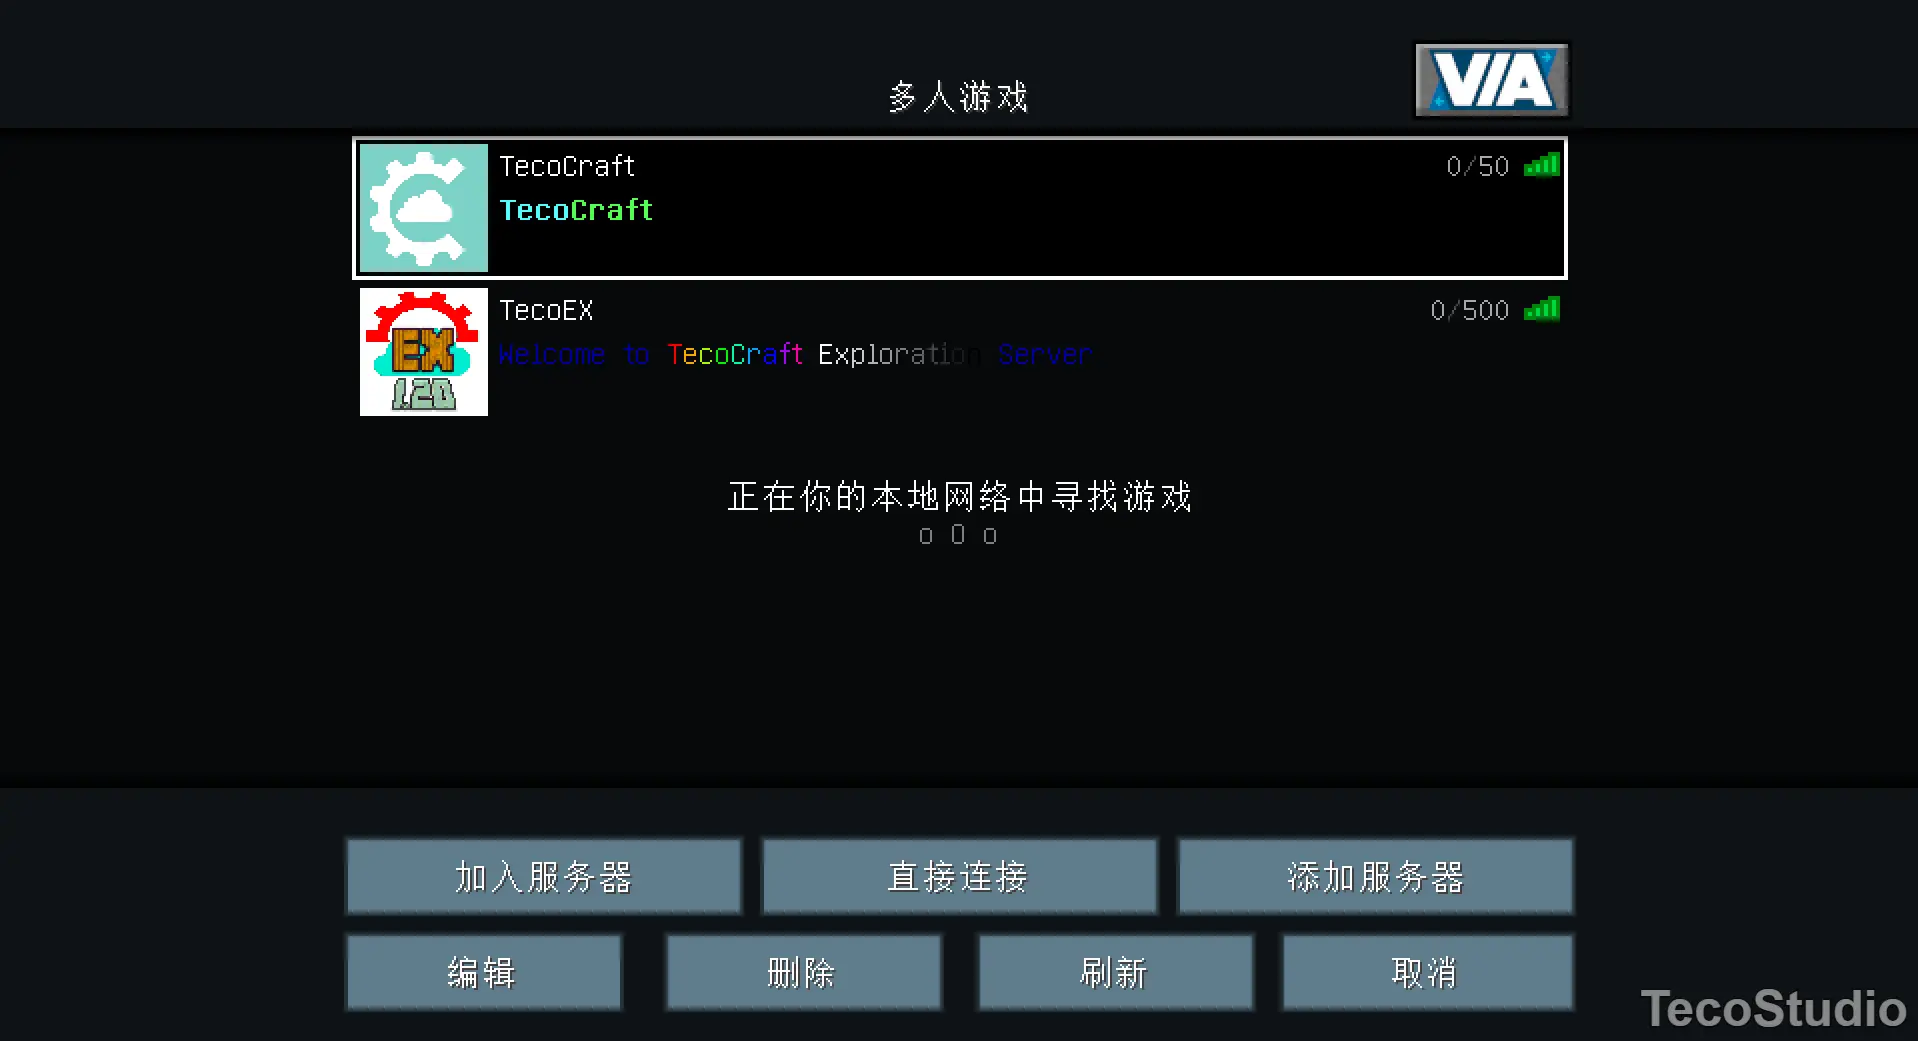 多人游戏
VIA
TecoCraft 0/50
TecoCraft
TecoEX 0/500
Welcome to TecoCraft Exploration Server
EX
1.20
正在你的本地网络中寻找游戏
o O o
加入服务器 直接连接 添加服务器
编辑 删除 刷新 取消
TecoStudio